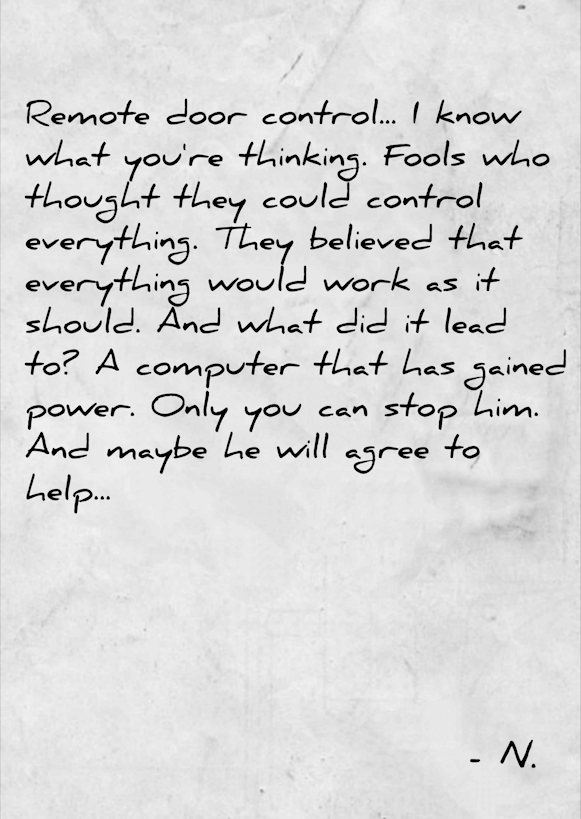 Remote door control... I know
what you're thinking. Fools who
thought they could control
everything. They believed that
everything would work as it
should. And what did it lead
to? A computer that has gained
power. Only you can stop him.
And maybe he will agree to
help...
- N.